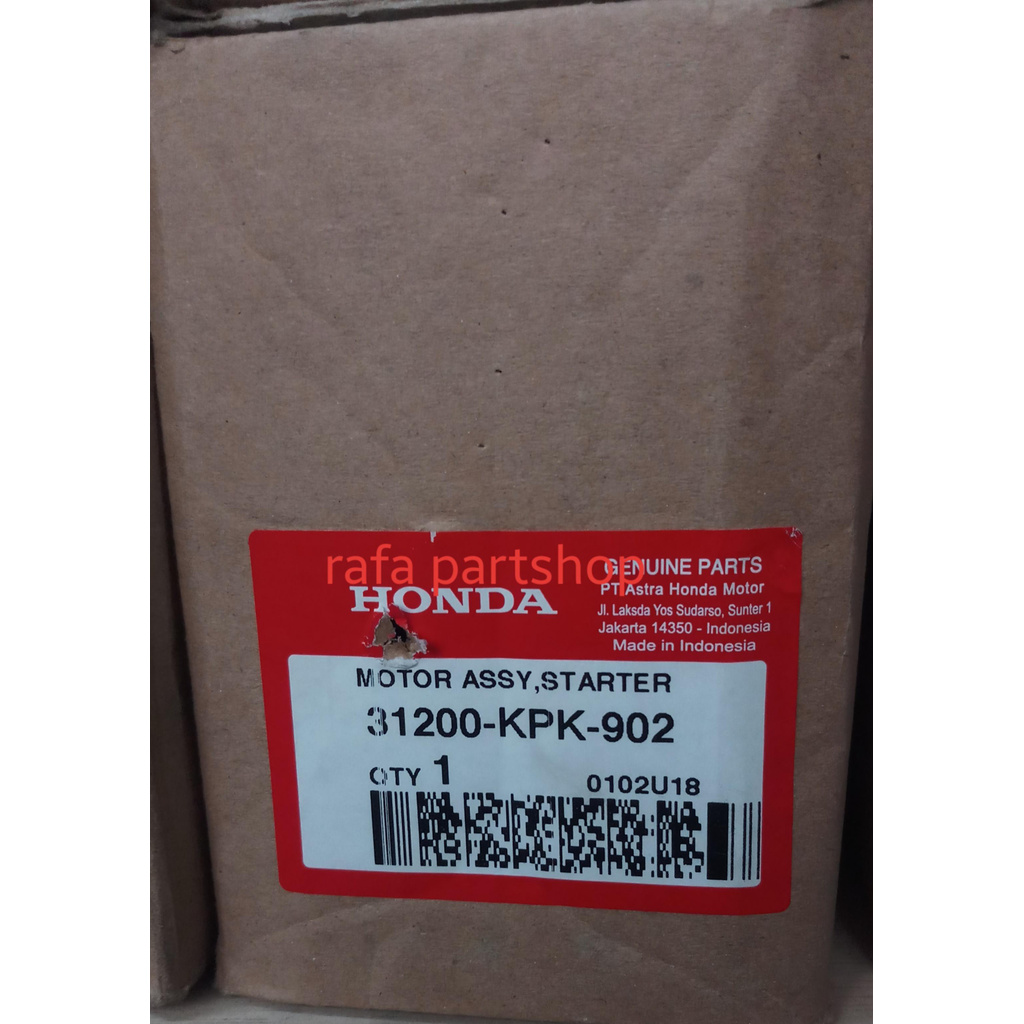 rafa partshop
HONDA
GENUINE PARTS
PT Astra Honda Motor
Jl. Laksda Yos Sudarso, Sunter 1
Jakarta 14350 - Indonesia
Made in Indonesia
MOTOR ASSY,STARTER
31200-KPK-902
QTY 1
0102U18